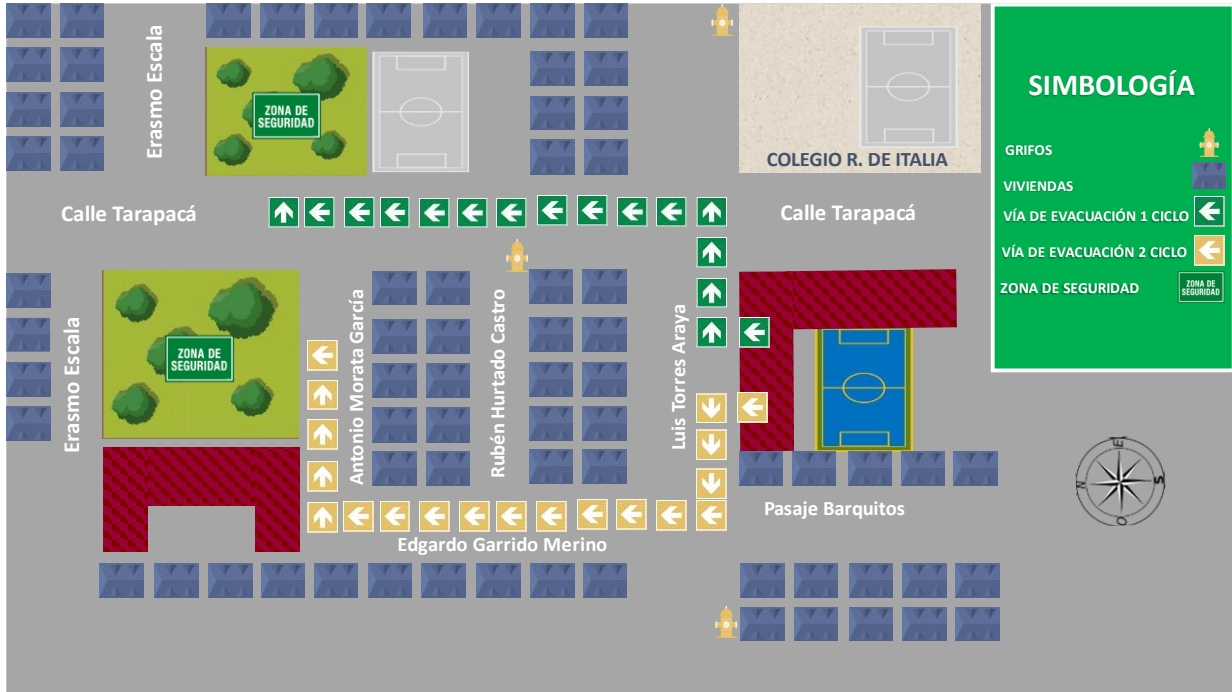 Erasmo Escala
ZONA DE
SEGURIDAD
COLEGIO R. DE ITALIA
Calle Tarapacá
Calle Tarapacá
Erasmo Escala
ZONA DE
SEGURIDAD
Antonio Morata García
Rubén Hurtado Castro
Luis Torres Araya
Pasaje Barquitos
Edgardo Garrido Merino
SIMBOLOGÍA
GRIFOS
VIVIENDAS
VÍA DE EVACUACIÓN 1 CICLO
VÍA DE EVACUACIÓN 2 CICLO
ZONA DE SEGURIDAD
ZONA DE
SEGURIDAD
E
N
S
O